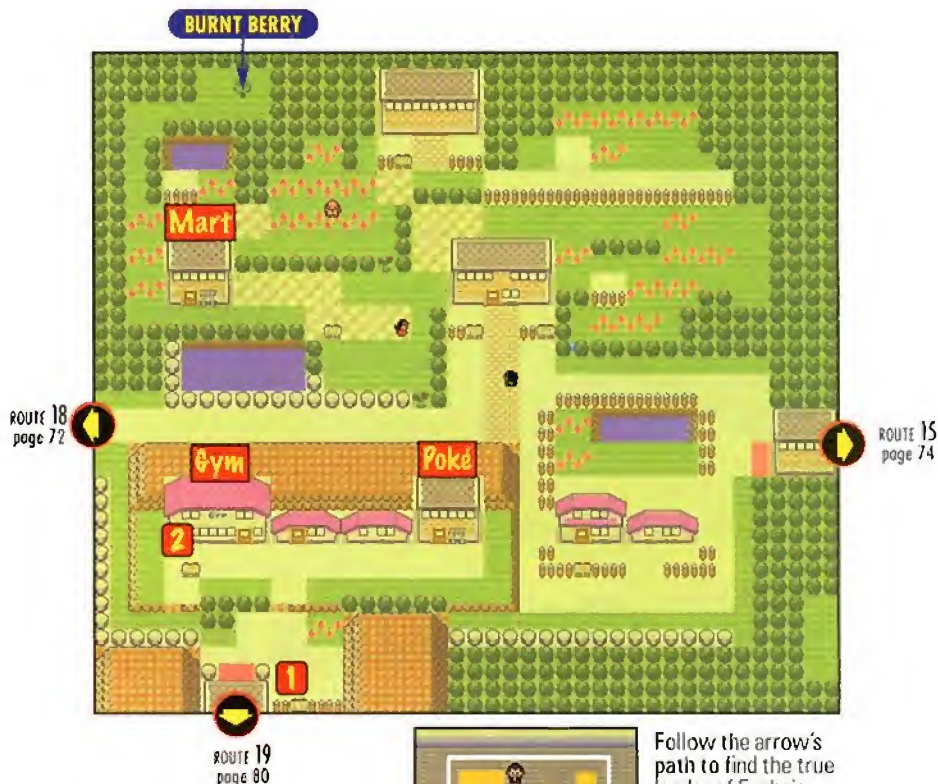 BURNT BERRY
Mart
ROUTE 18
page 72
ROUTE 15
page 74
Gym
Poké
2
1
ROUTE 19
page 80
Follow the arrow's
path to find the true